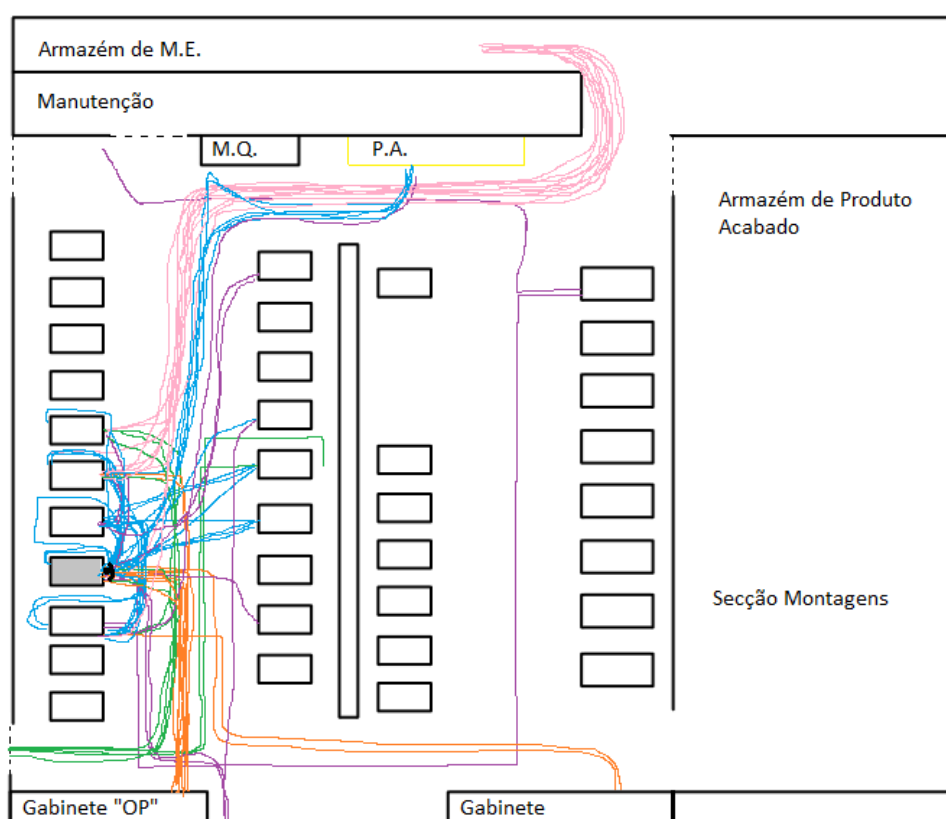 Armazém de M.E.
Manutenção
M.Q.
P.A.
Armazém de Produto
Acabado
Secção Montagens
Gabinete "OP"
Gabinete